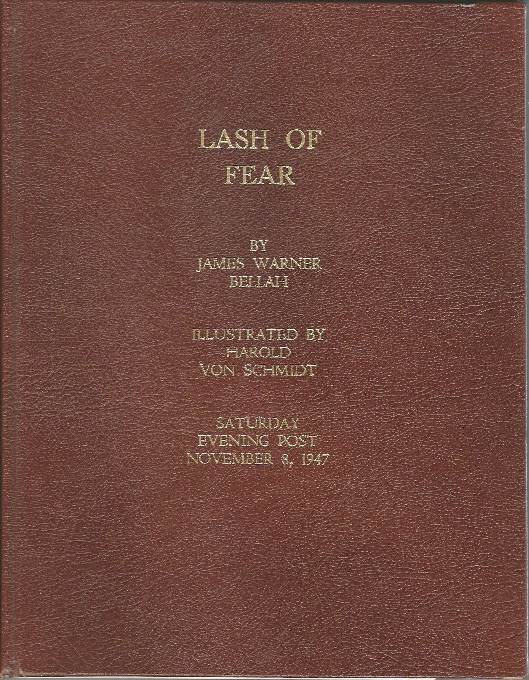 LASH OF
FEAR
BY
JAMES WARNER
BELLAH
ILLUSTRATED BY
HAROLD
VON SCHMIDT
SATURDAY
EVENING POST
NOVEMBER 8, 1947